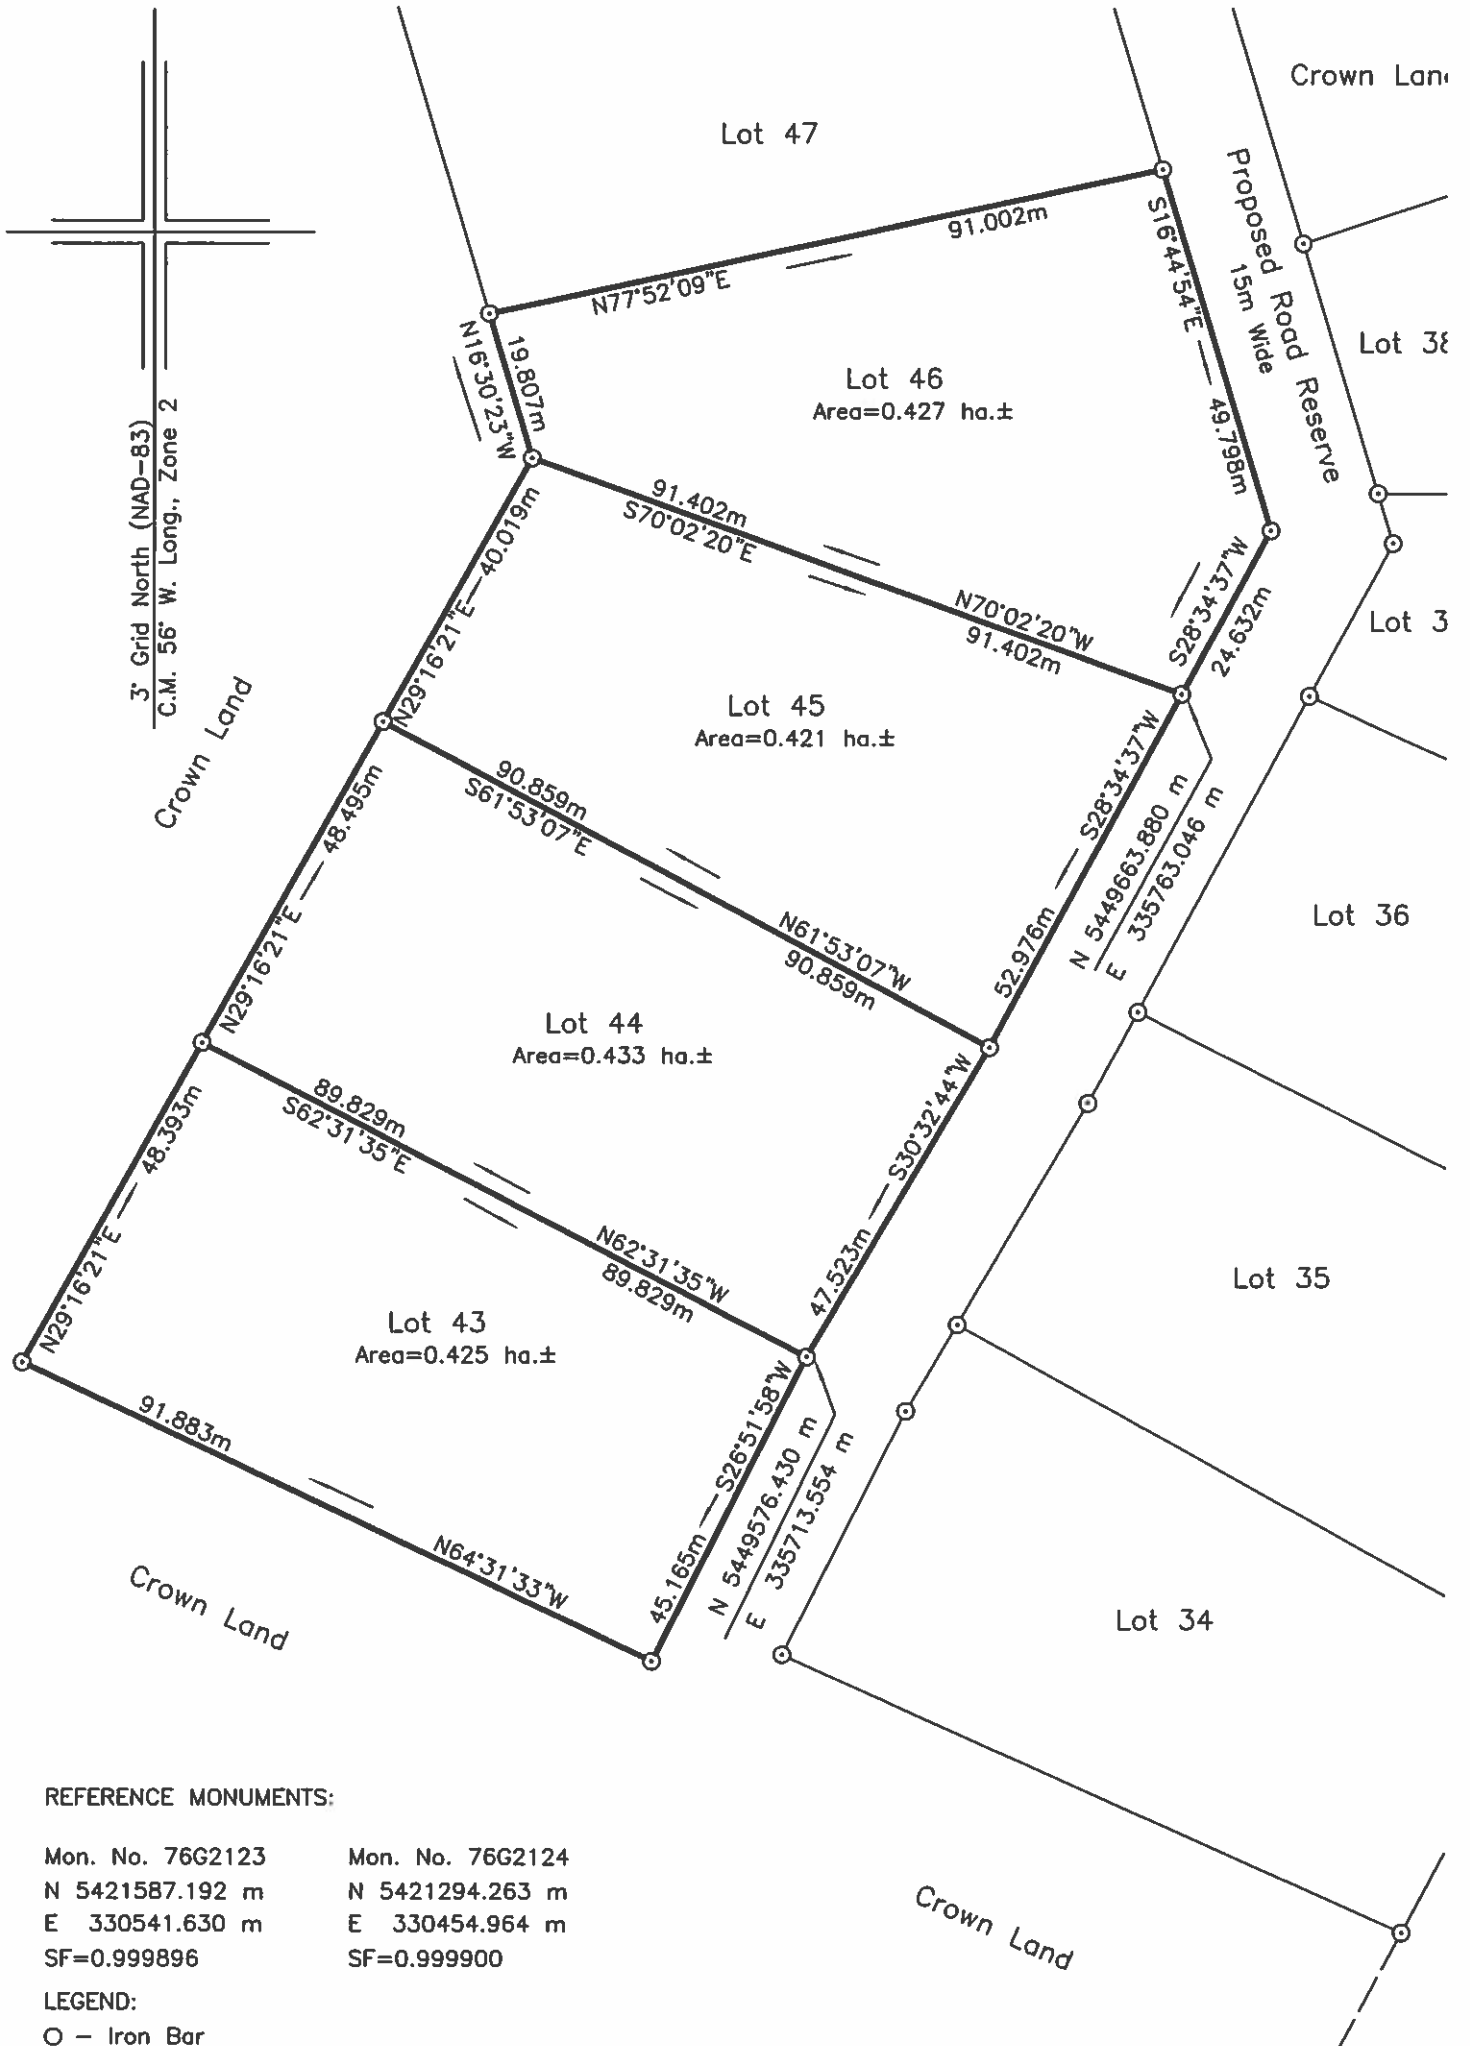 Crown Lan
Lot 47
Proposed Road Reserve
15m Wide
91.002m
N77°52'09"E
S16°44'54"E
49.798m
N16°30'23"W
19.807m
Lot 38
Lot 46
Area=0.427 ha.±
3° Grid North (NAD-83)
C.M. 56° W. Long., Zone 2
91.402m
S70°02'20"E
N70°02'20"W
91.402m
S28°34'37"W
24.632m
Lot 3
N29°16'21"E
40.019m
Crown Land
Lot 45
Area=0.421 ha.±
S28°34'37"W
52.976m
N 5449663.880 m
E 335763.046 m
90.859m
S61°53'07"E
N61°53'07"W
90.859m
N29°16'21"E
48.495m
Lot 36
Lot 44
Area=0.433 ha.±
S30°32'44"W
47.523m
89.829m
S62°31'35"E
N62°31'35"W
89.829m
N29°16'21"E
48.393m
Lot 35
Lot 43
Area=0.425 ha.±
S26°51'58"W
45.165m
N 5449576.430 m
E 335713.554 m
91.883m
N64°31'33"W
Crown Land
Lot 34
Crown Land
REFERENCE MONUMENTS:
Mon. No. 76G2123
N 5421587.192 m
E 330541.630 m
SF=0.999896
Mon. No. 76G2124
N 5421294.263 m
E 330454.964 m
SF=0.999900
LEGEND:
O - Iron Bar